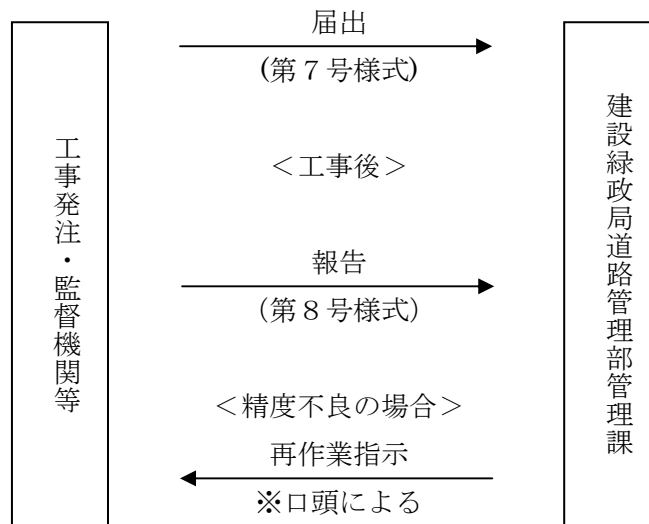 工事発注・監督機関等
届出
(第７号様式)
＜工事後＞
報告
（第８号様式）
＜精度不良の場合＞
再作業指示
※口頭による
建設緑政局道路管理部管理課